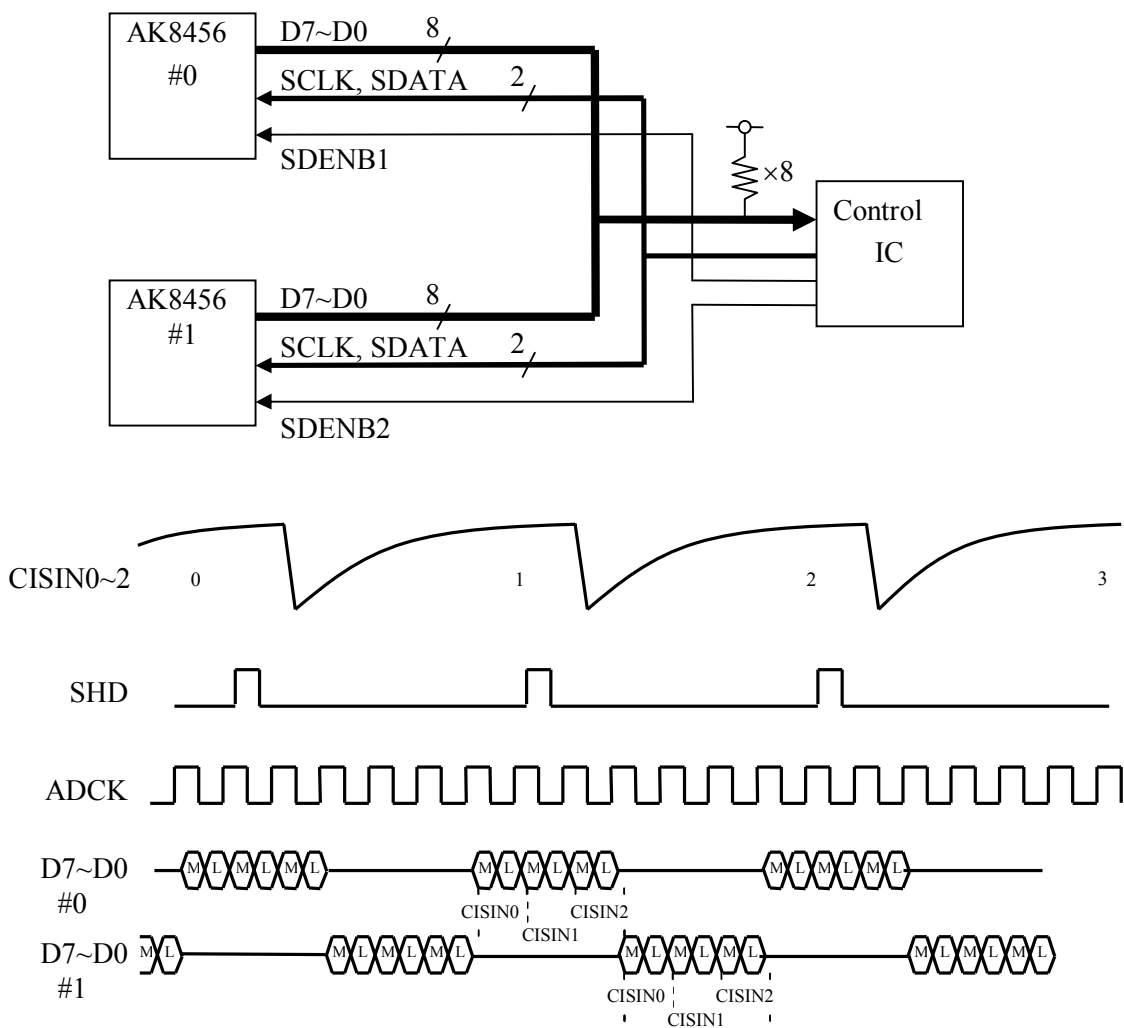 AK8456
#0
D7~D0
8
SCLK, SDATA
2
SDENB1
×8
Control
IC
AK8456
#1
D7~D0
8
SCLK, SDATA
2
SDENB2
CISIN0~2
0
1
2
3
SHD
ADCK
D7~D0
#0
M L M L M L
M L M L M L
M L M L M L
CISIN0
CISIN1
CISIN2
D7~D0
#1
M L
M L M L M L
M L M L M L
M L M L M L
CISIN0
CISIN1
CISIN2